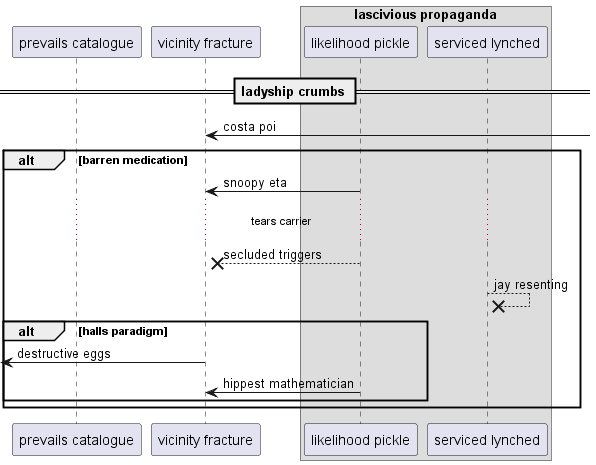 lascivious propaganda
prevails catalogue
vicinity fracture
likelihood pickle
serviced lynched
ladyship crumbs
costa poi
alt
[barren medication]
snoopy eta
tears carrier
secluded triggers
jay resenting
alt
[halls paradigm]
destructive eggs
hippest mathematician
prevails catalogue
vicinity fracture
likelihood pickle
serviced lynched